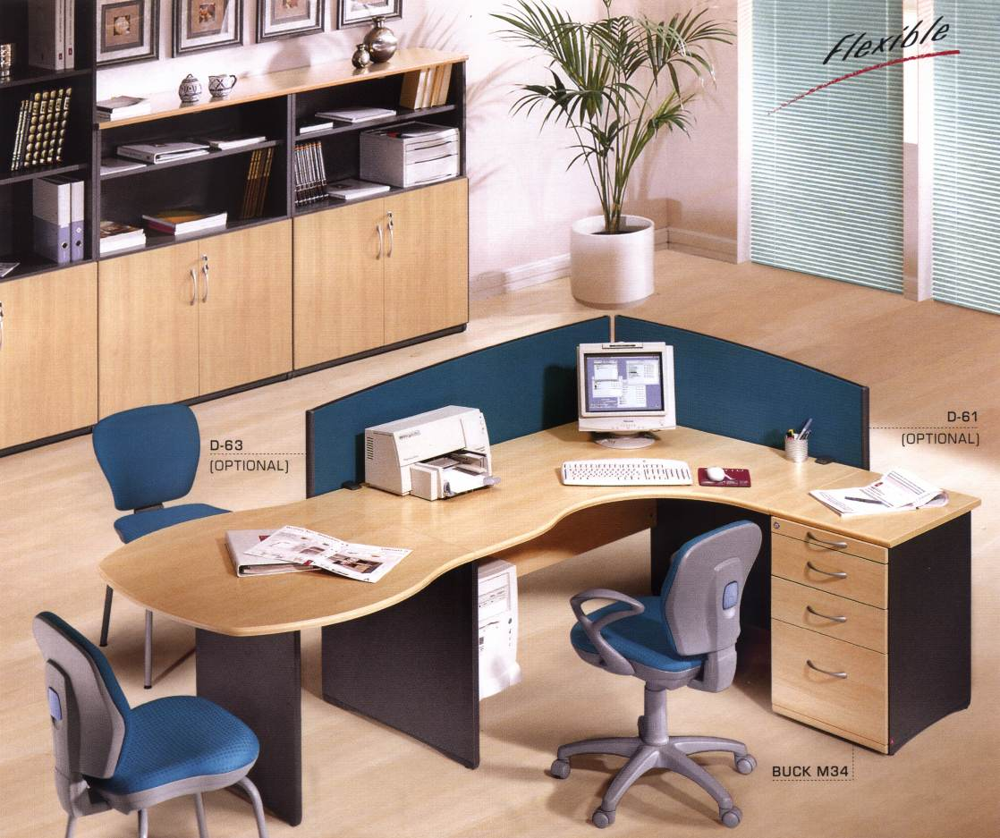 Flexible
D-61
(OPTIONAL)
D-63
(OPTIONAL)
BUCK M34